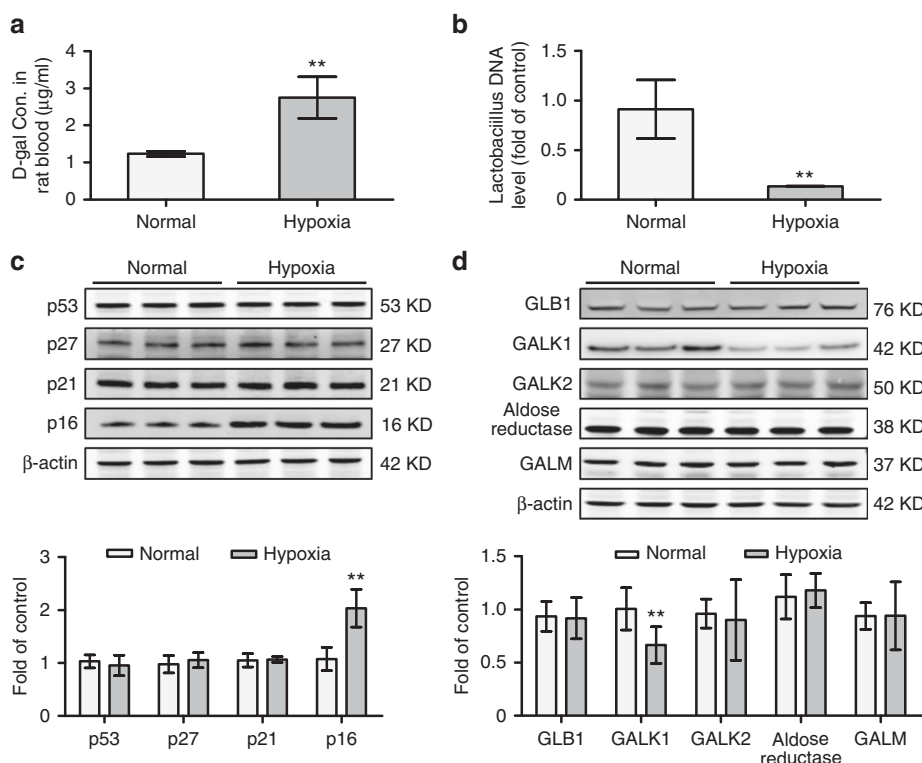 a
D-gal Con. in
rat blood (μg/ml)
4
3
2
1
0
**
Normal
Hypoxia
b
Lactobaciillus DNA
level (fold of control)
1.5
1.0
0.5
0
**
Normal
Hypoxia
c
Normal
Hypoxia
p53
53 KD
p27
27 KD
p21
21 KD
p16
16 KD
β-actin
42 KD
Normal
Hypoxia
Fold of control
3
2
1
0
**
p53
p27
p21
p16
d
Normal
Hypoxia
GLB1
76 KD
GALK1
42 KD
GALK2
50 KD
Aldose
reductase
38 KD
GALM
37 KD
β-actin
42 KD
Normal
Hypoxia
Fold of control
1.5
1.0
0.5
0
**
GLB1
GALK1
GALK2
Aldose
reductase
GALM